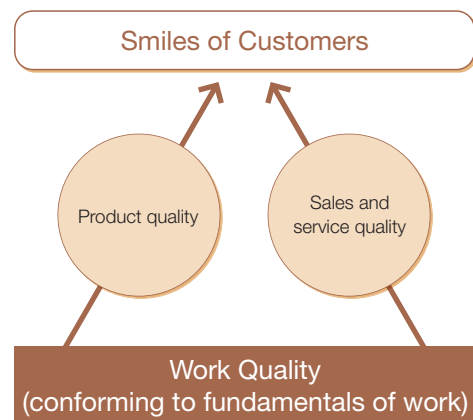 Smiles of Customers
Product quality
Sales and
service quality
Work Quality
(conforming to fundamentals of work)